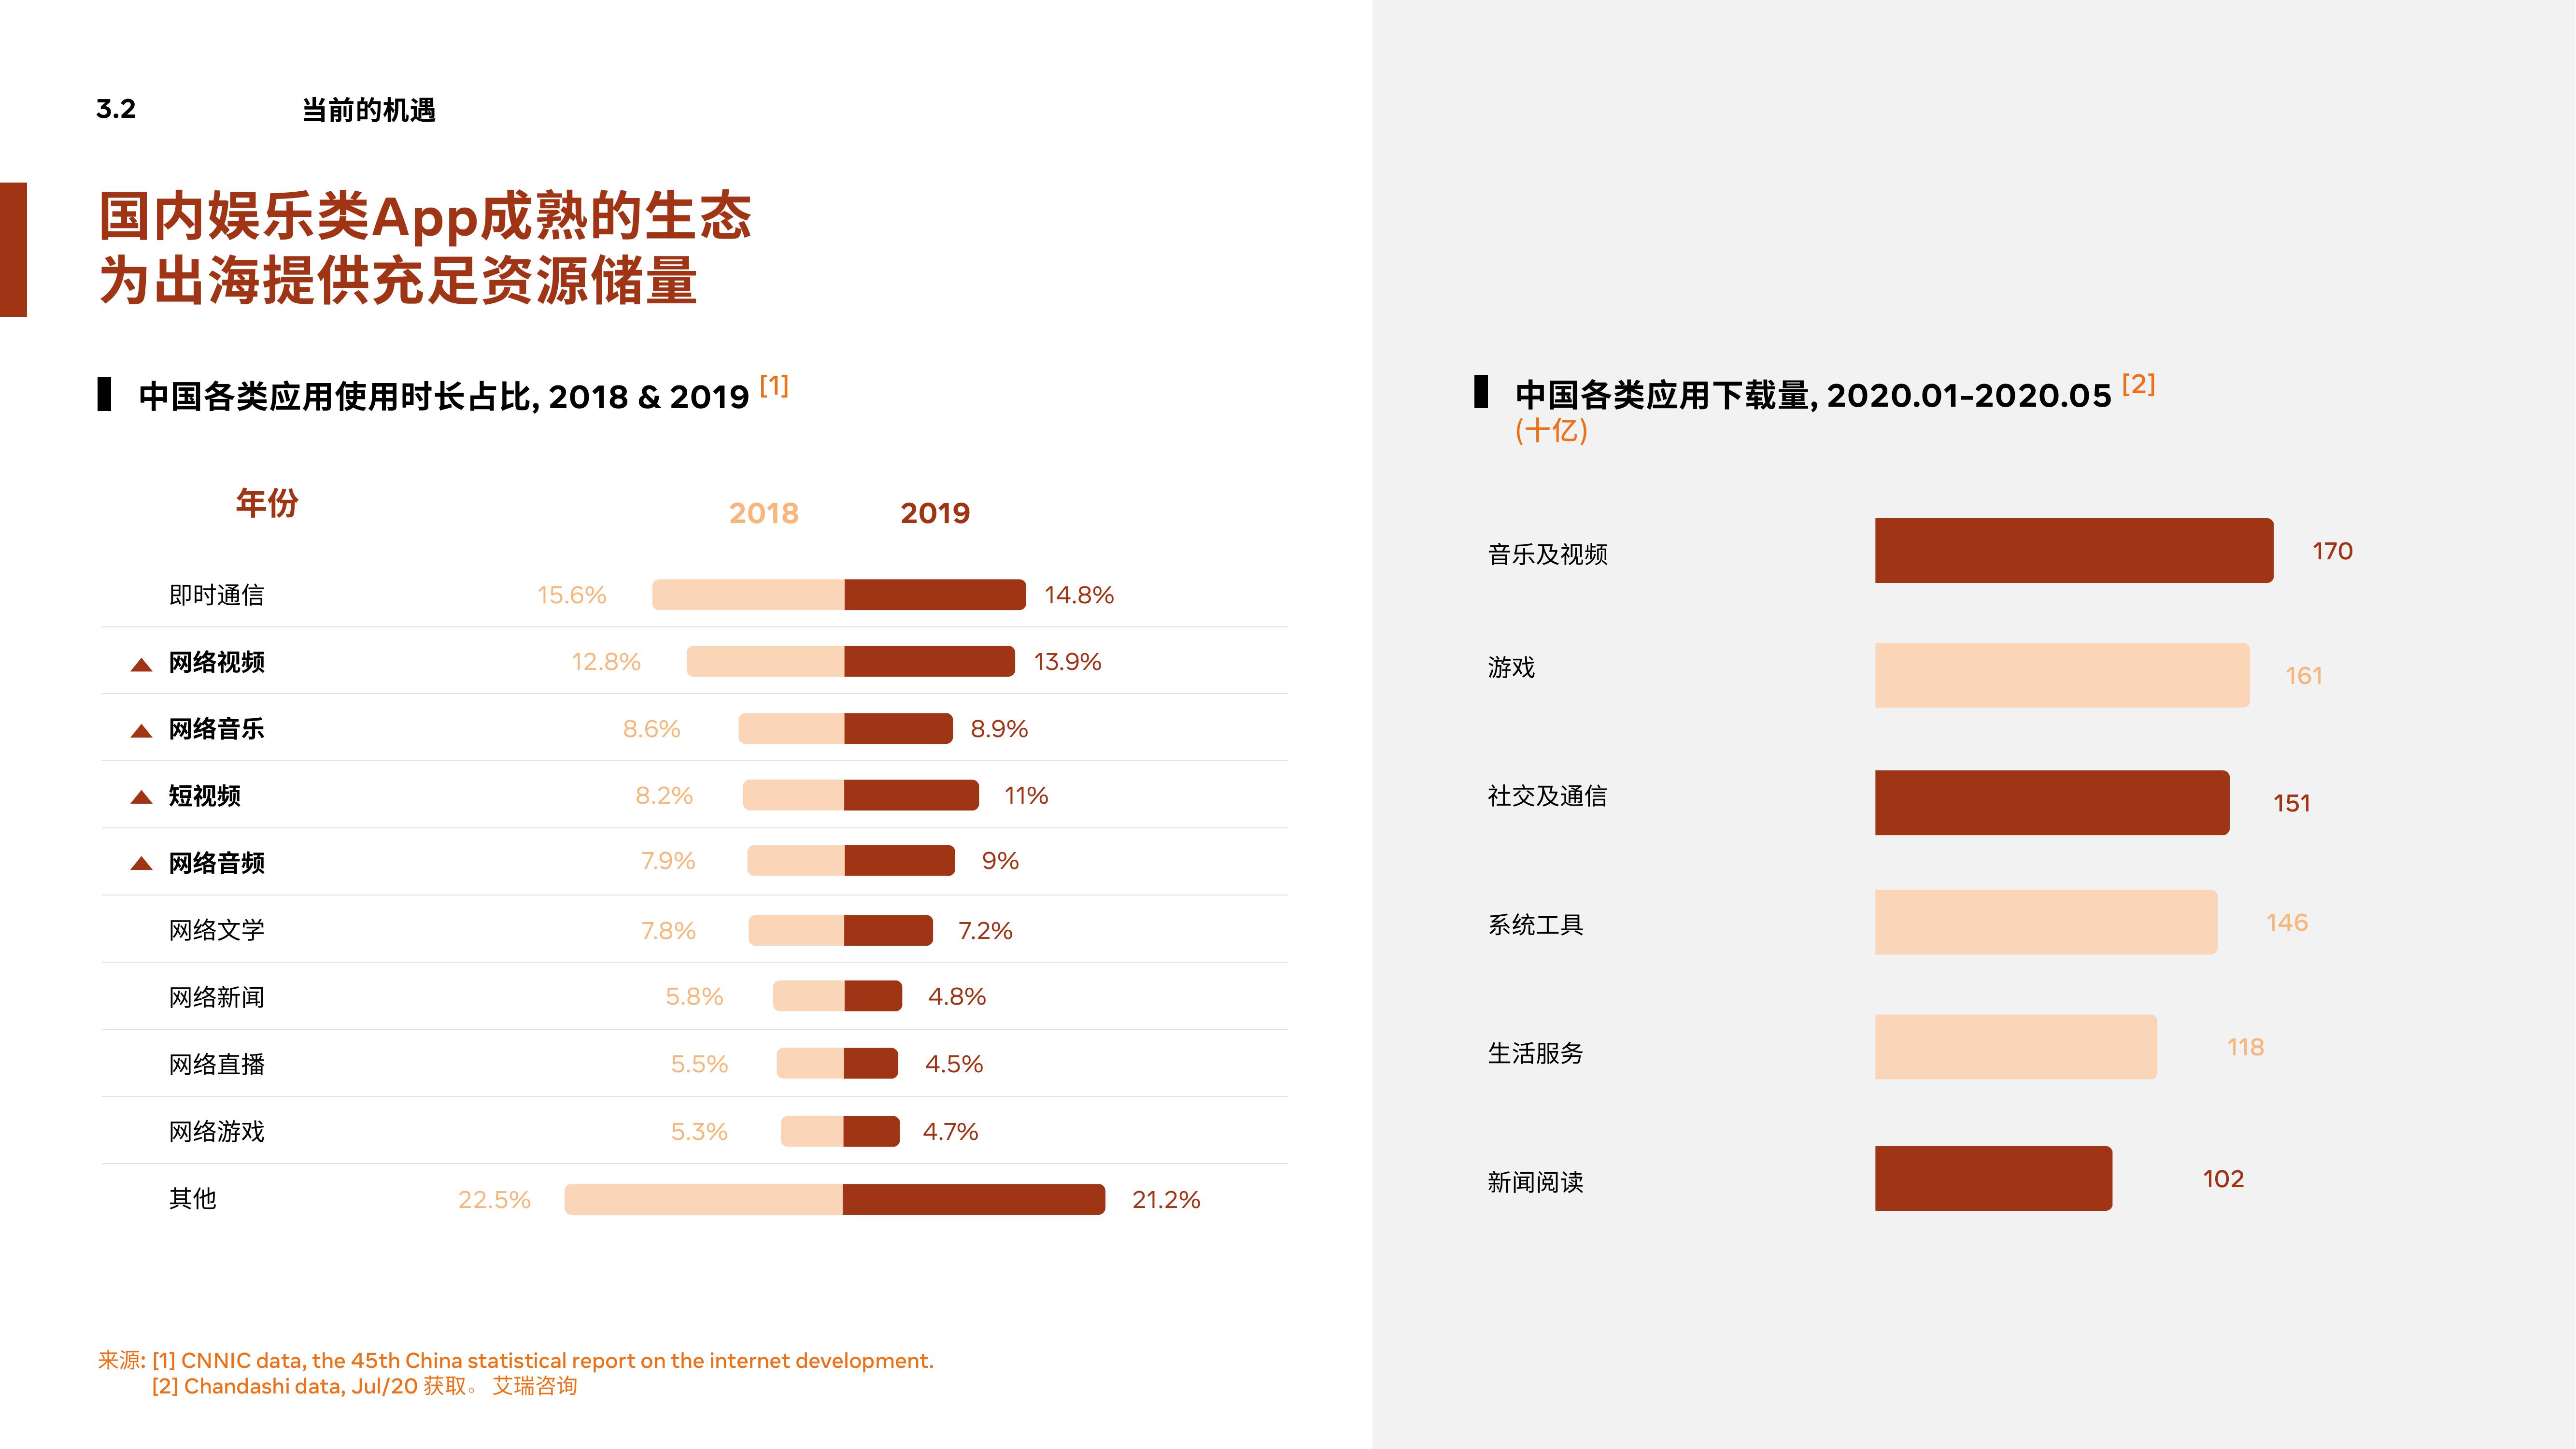 3.2 当前的机遇
国内娱乐类App成熟的生态
为出海提供充足资源储量
中国各类应用使用时长占比, 2018 & 2019 [1]
年份 2018 2019
即时通信 15.6% 14.8%
网络视频 12.8% 13.9%
网络音乐 8.6% 8.9%
短视频 8.2% 11%
网络音频 7.9% 9%
网络文学 7.8% 7.2%
网络新闻 5.8% 4.8%
网络直播 5.5% 4.5%
网络游戏 5.3% 4.7%
其他 22.5% 21.2%
中国各类应用下载量, 2020.01-2020.05 [2]
(十亿)
音乐及视频 170
游戏 161
社交及通信 151
系统工具 146
生活服务 118
新闻阅读 102
来源: [1] CNNIC data, the 45th China statistical report on the internet development.
[2] Chandashi data, Jul/20 获取。 艾瑞咨询